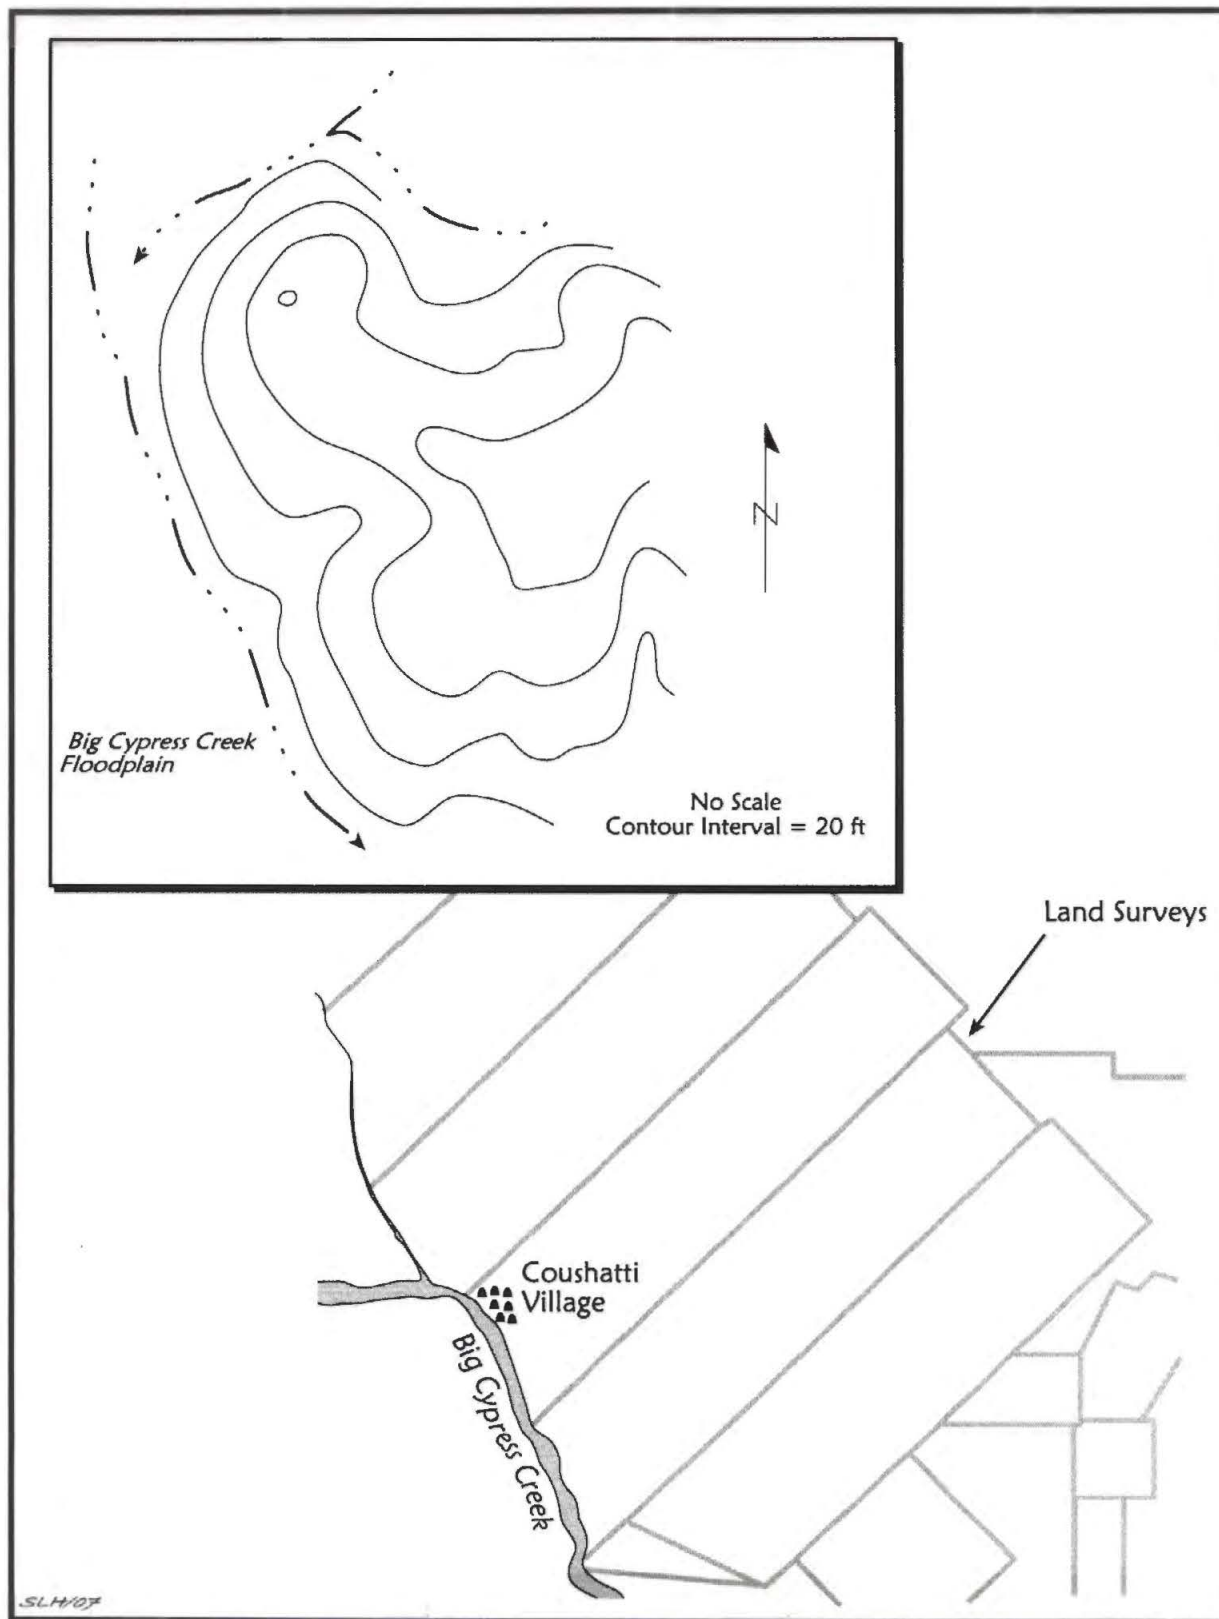 Big Cypress Creek
Floodplain
N
No Scale
Contour Interval = 20 ft
Land Surveys
Coushatti
Village
Big Cypress Creek
SLH/07